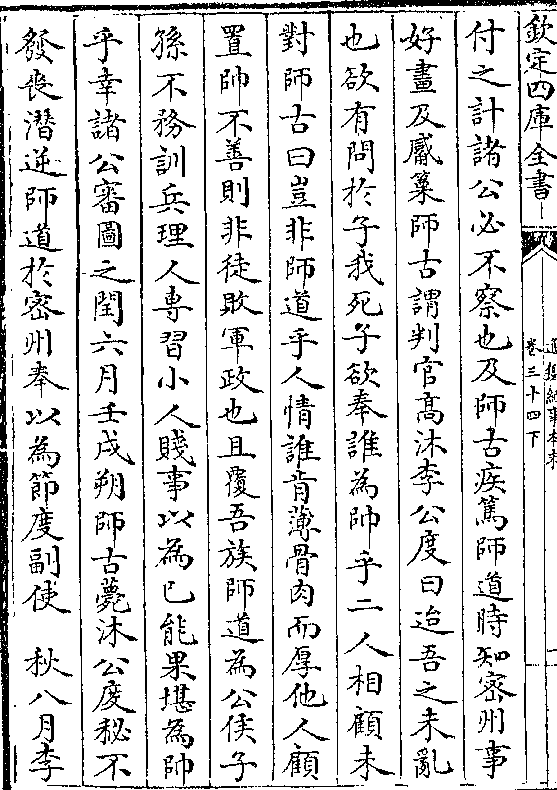 欽定四庫全書
通鑑紀事本末
卷三十四下
付之計諸公必不察也及師古疾篤師道時知密州事
好畫及觱篥師古謂判官髙沐李公度曰迨吾之未亂
也欲有問於子我死子欲奉誰為帥乎二人相顧未
對師古曰豈非師道乎人情誰肯薄骨肉而厚他人顧
置帥不善則非徒敗軍政也且覆吾族師道為公侯子
孫不務訓兵理人專習小人賤事以為己能果堪為帥
乎幸諸公審圖之閏六月壬戌朔師古薨沐公度秘不
發喪潛逆師道於密州奉以為節度副使　秋八月李